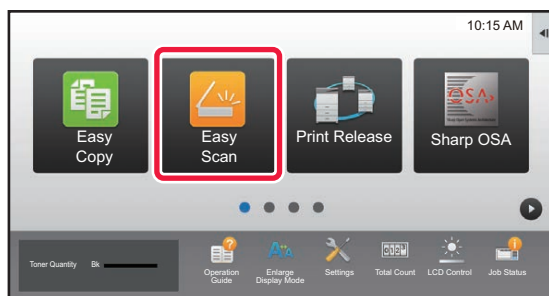 10:15 AM
Easy
Copy
Easy
Scan
Print Release
OSA
Sharp OSA
Toner Quantity
Bk
Operation
Guide
Enlarge
Display Mode
Settings
Total Count
LCD Control
Job Status